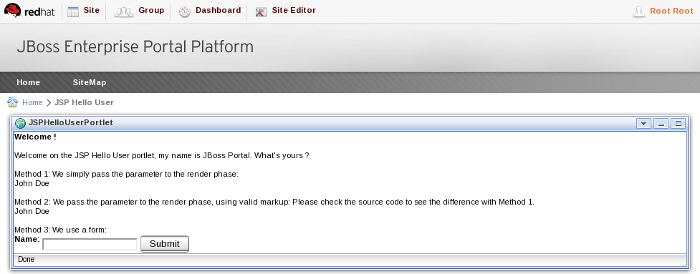 redhat Site Group Dashboard Site Editor Root Root
JBoss Enterprise Portal Platform
Home SiteMap
Home > JSP Hello User
JSPHelloUserPortlet
Welcome !
Welcome on the JSP Hello User portlet, my name is JBoss Portal. What's yours ?
Method 1: We simply pass the parameter to the render phase:
John Doe
Method 2: We pass the parameter to the render phase, using valid markup: Please check the source code to see the difference with Method 1.
John Doe
Method 3: We use a form:
Name: Submit
Done